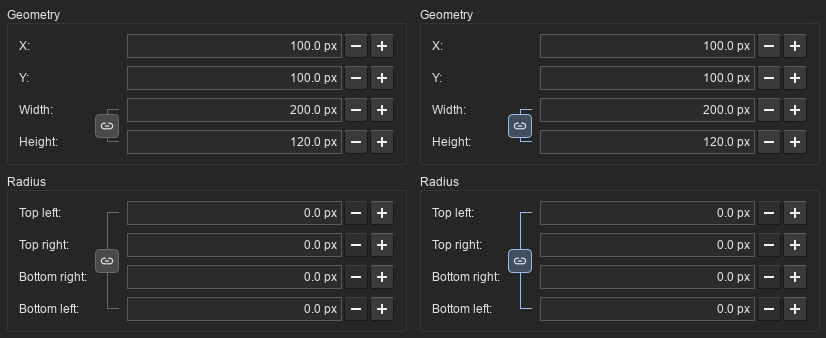 Geometry
X: 100.0 px
Y: 100.0 px
Width: 200.0 px
Height: 120.0 px
Radius
Top left: 0.0 px
Top right: 0.0 px
Bottom right: 0.0 px
Bottom left: 0.0 px
Geometry
X: 100.0 px
Y: 100.0 px
Width: 200.0 px
Height: 120.0 px
Radius
Top left: 0.0 px
Top right: 0.0 px
Bottom right: 0.0 px
Bottom left: 0.0 px